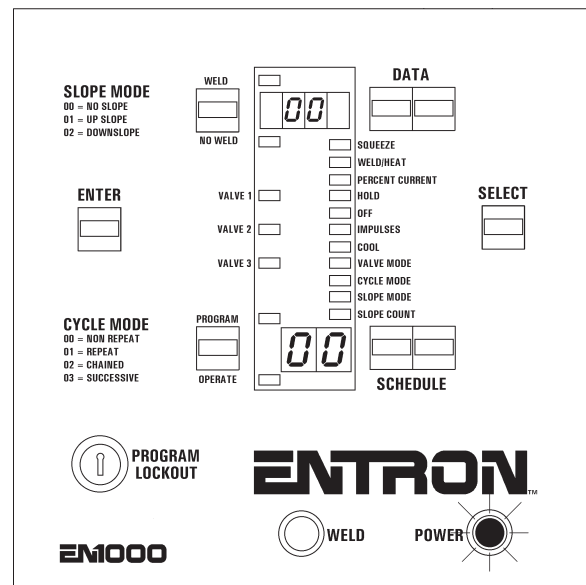 SLOPE MODE
00 = NO SLOPE
01 = UP SLOPE
02 = DOWNSLOPE
WELD
NO WELD
00
DATA
SQUEEZE
WELD/HEAT
PERCENT CURRENT
HOLD
OFF
IMPULSES
COOL
VALVE MODE
CYCLE MODE
SLOPE MODE
SLOPE COUNT
ENTER
VALVE 1
VALVE 2
VALVE 3
SELECT
CYCLE MODE
00 = NON REPEAT
01 = REPEAT
02 = CHAINED
03 = SUCCESSIVE
PROGRAM
OPERATE
00
SCHEDULE
PROGRAM
LOCKOUT
ENTRON™
WELD
POWER
EN1000